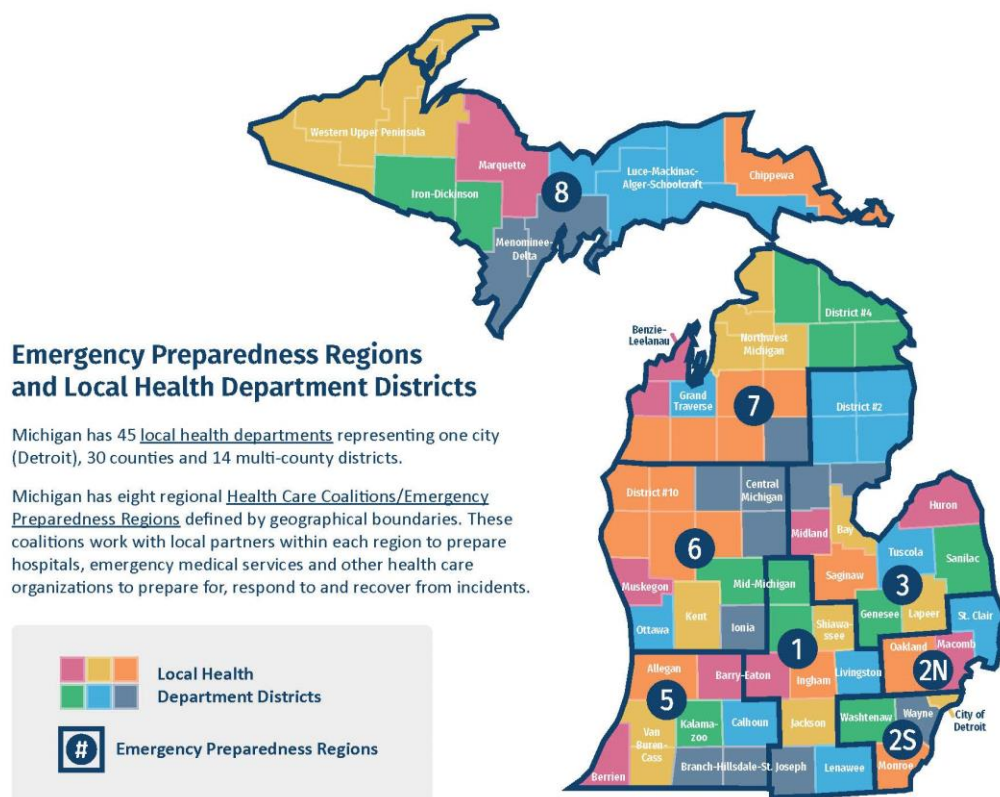 Western Upper Peninsula
Marquette
Iron-Dickinson
8
Luce-Mackinac-
Alger-Schoolcraft
Chippewa
Menominee-
Delta
Emergency Preparedness Regions
and Local Health Department Districts
Michigan has 45 local health departments representing one city
(Detroit), 30 counties and 14 multi-county districts.
Michigan has eight regional Health Care Coalitions/Emergency
Preparedness Regions defined by geographical boundaries. These
coalitions work with local partners within each region to prepare
hospitals, emergency medical services and other health care
organizations to prepare for, respond to and recover from incidents.
Local Health
Department Districts
#
Emergency Preparedness Regions
District #4
Benzie-
Leelanau
Northwest
Michigan
Grand
Traverse
7
District #2
District #10
Central
Michigan
Huron
Midland
Bay
6
Tuscola
Sanilac
Muskegon
Mid-Michigan
Saginaw
3
Kent
Genesee
Lapeer
Ottawa
Ionia
Shiawa-
ssee
St. Clair
1
Oakland
Macomb
2N
Allegan
Barry-Eaton
Ingham
Livingston
5
Van
Buren-
Cass
Kalama-
zoo
Calhoun
Jackson
Washtenaw
Wayne
City of
Detroit
2S
Berrien
Branch-Hillsdale-St. Joseph
Lenawee
Monroe